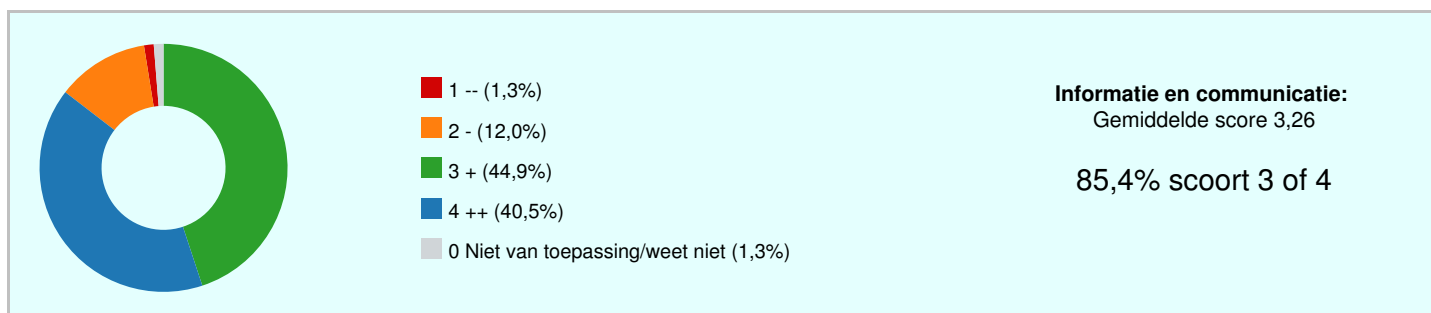 1 -- (1,3%)
2 - (12,0%)
3 + (44,9%)
4 ++ (40,5%)
0 Niet van toepassing/weet niet (1,3%)
Informatie en communicatie:
Gemiddelde score 3,26
85,4% scoort 3 of 4